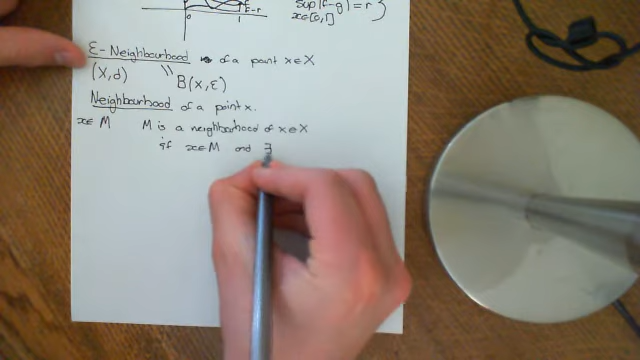 sup|f-g| = r }
x∈[0,1]
f-r
0 1
ε-Neighbourhood of a point x∈X
(X,d) = B(x,ε)
Neighbourhood of a point x.
x∈M M is a neighbourhood of x∈X
if x∈M and ∃